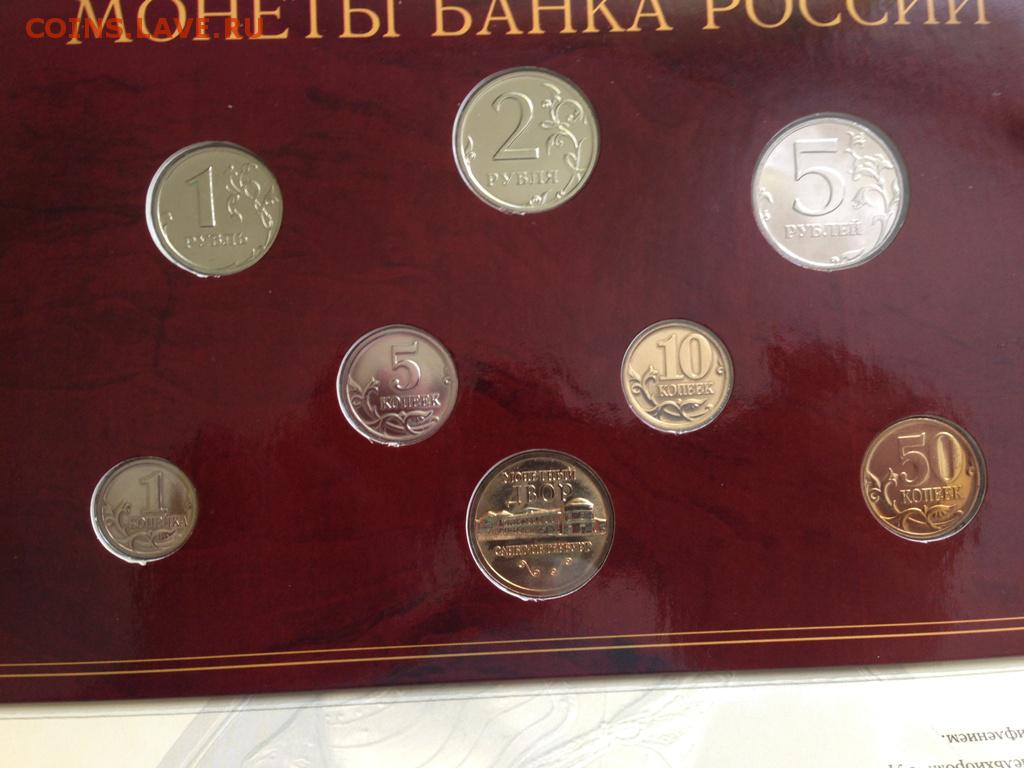 COINS.LAVE.RU
МОНЕТЫ БАНКА РОССИИ
2
РУБЛЯ
1
РУБЛЬ
5
РУБЛЕЙ
5
КОПЕЕК
10
КОПЕЕК
1
КОПЕЙКА
МОНЕТНЫЙ
ДВОР
САНКТ-ПЕТЕРБУРГ
50
КОПЕЕК